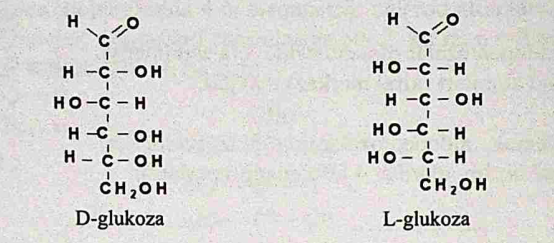 H O H O
C C
H – C – OH HO – C – H
HO – C – H H – C – OH
H – C – OH HO – C – H
H – C – OH HO – C – H
CH₂OH CH₂OH
D-glukoza L-glukoza